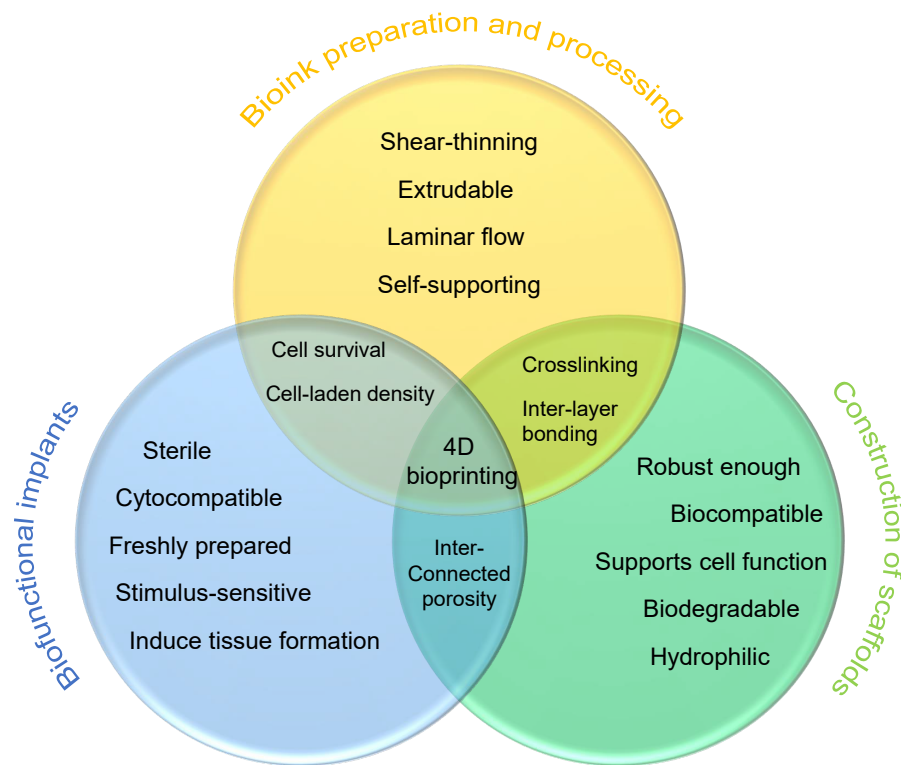 Bioink preparation and processing
Shear-thinning
Extrudable
Laminar flow
Self-supporting
Cell survival
Cell-laden density
Crosslinking
Inter-layer
bonding
4D
bioprinting
Inter-
Connected
porosity
Biofunctional implants
Sterile
Cytocompatible
Freshly prepared
Stimulus-sensitive
Induce tissue formation
Construction of scaffolds
Robust enough
Biocompatible
Supports cell function
Biodegradable
Hydrophilic